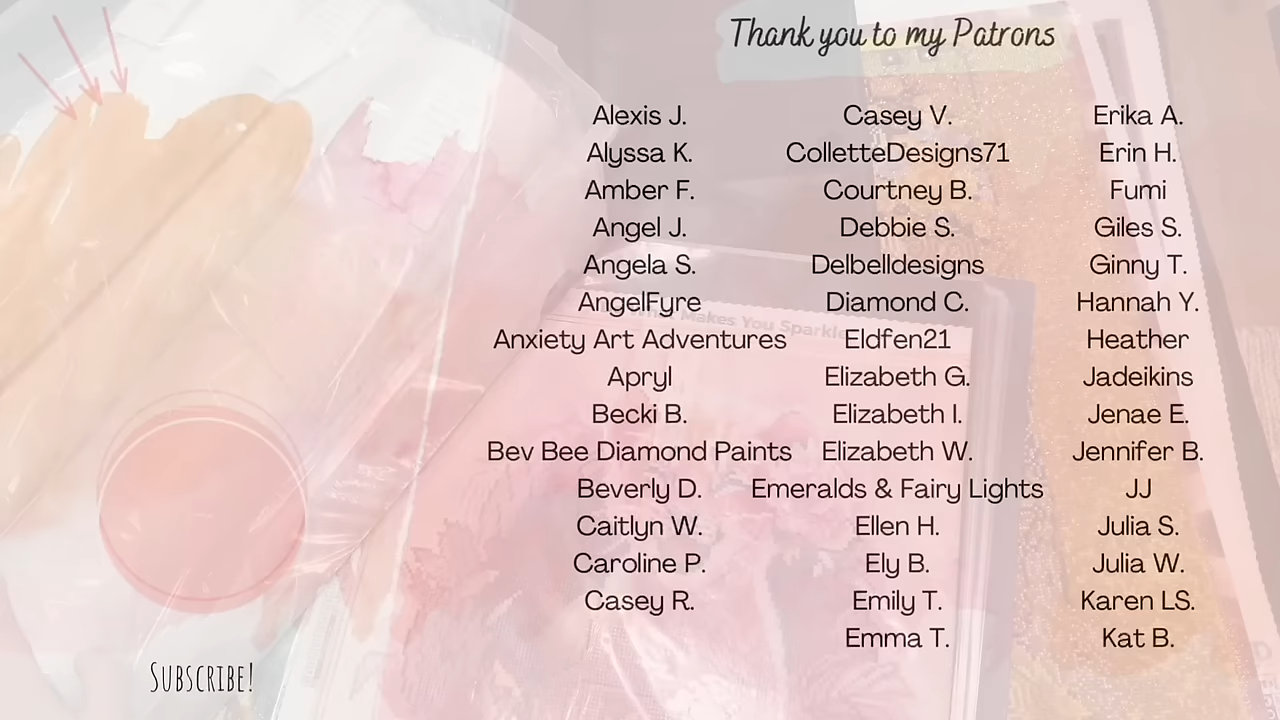 Thank you to my Patrons
Alexis J.
Alyssa K.
Amber F.
Angel J.
Angela S.
AngelFyre
Anxiety Art Adventures
Apryl
Becki B.
Bev Bee Diamond Paints
Beverly D.
Caitlyn W.
Caroline P.
Casey R.
Casey V.
ColletteDesigns71
Courtney B.
Debbie S.
Delbelldesigns
Diamond C.
Eldfen21
Elizabeth G.
Elizabeth I.
Elizabeth W.
Emeralds & Fairy Lights
Ellen H.
Ely B.
Emily T.
Emma T.
Erika A.
Erin H.
Fumi
Giles S.
Ginny T.
Hannah Y.
Heather
Jadeikins
Jenae E.
Jennifer B.
JJ
Julia S.
Julia W.
Karen LS.
Kat B.
Makes You Sparkle
Subscribe!